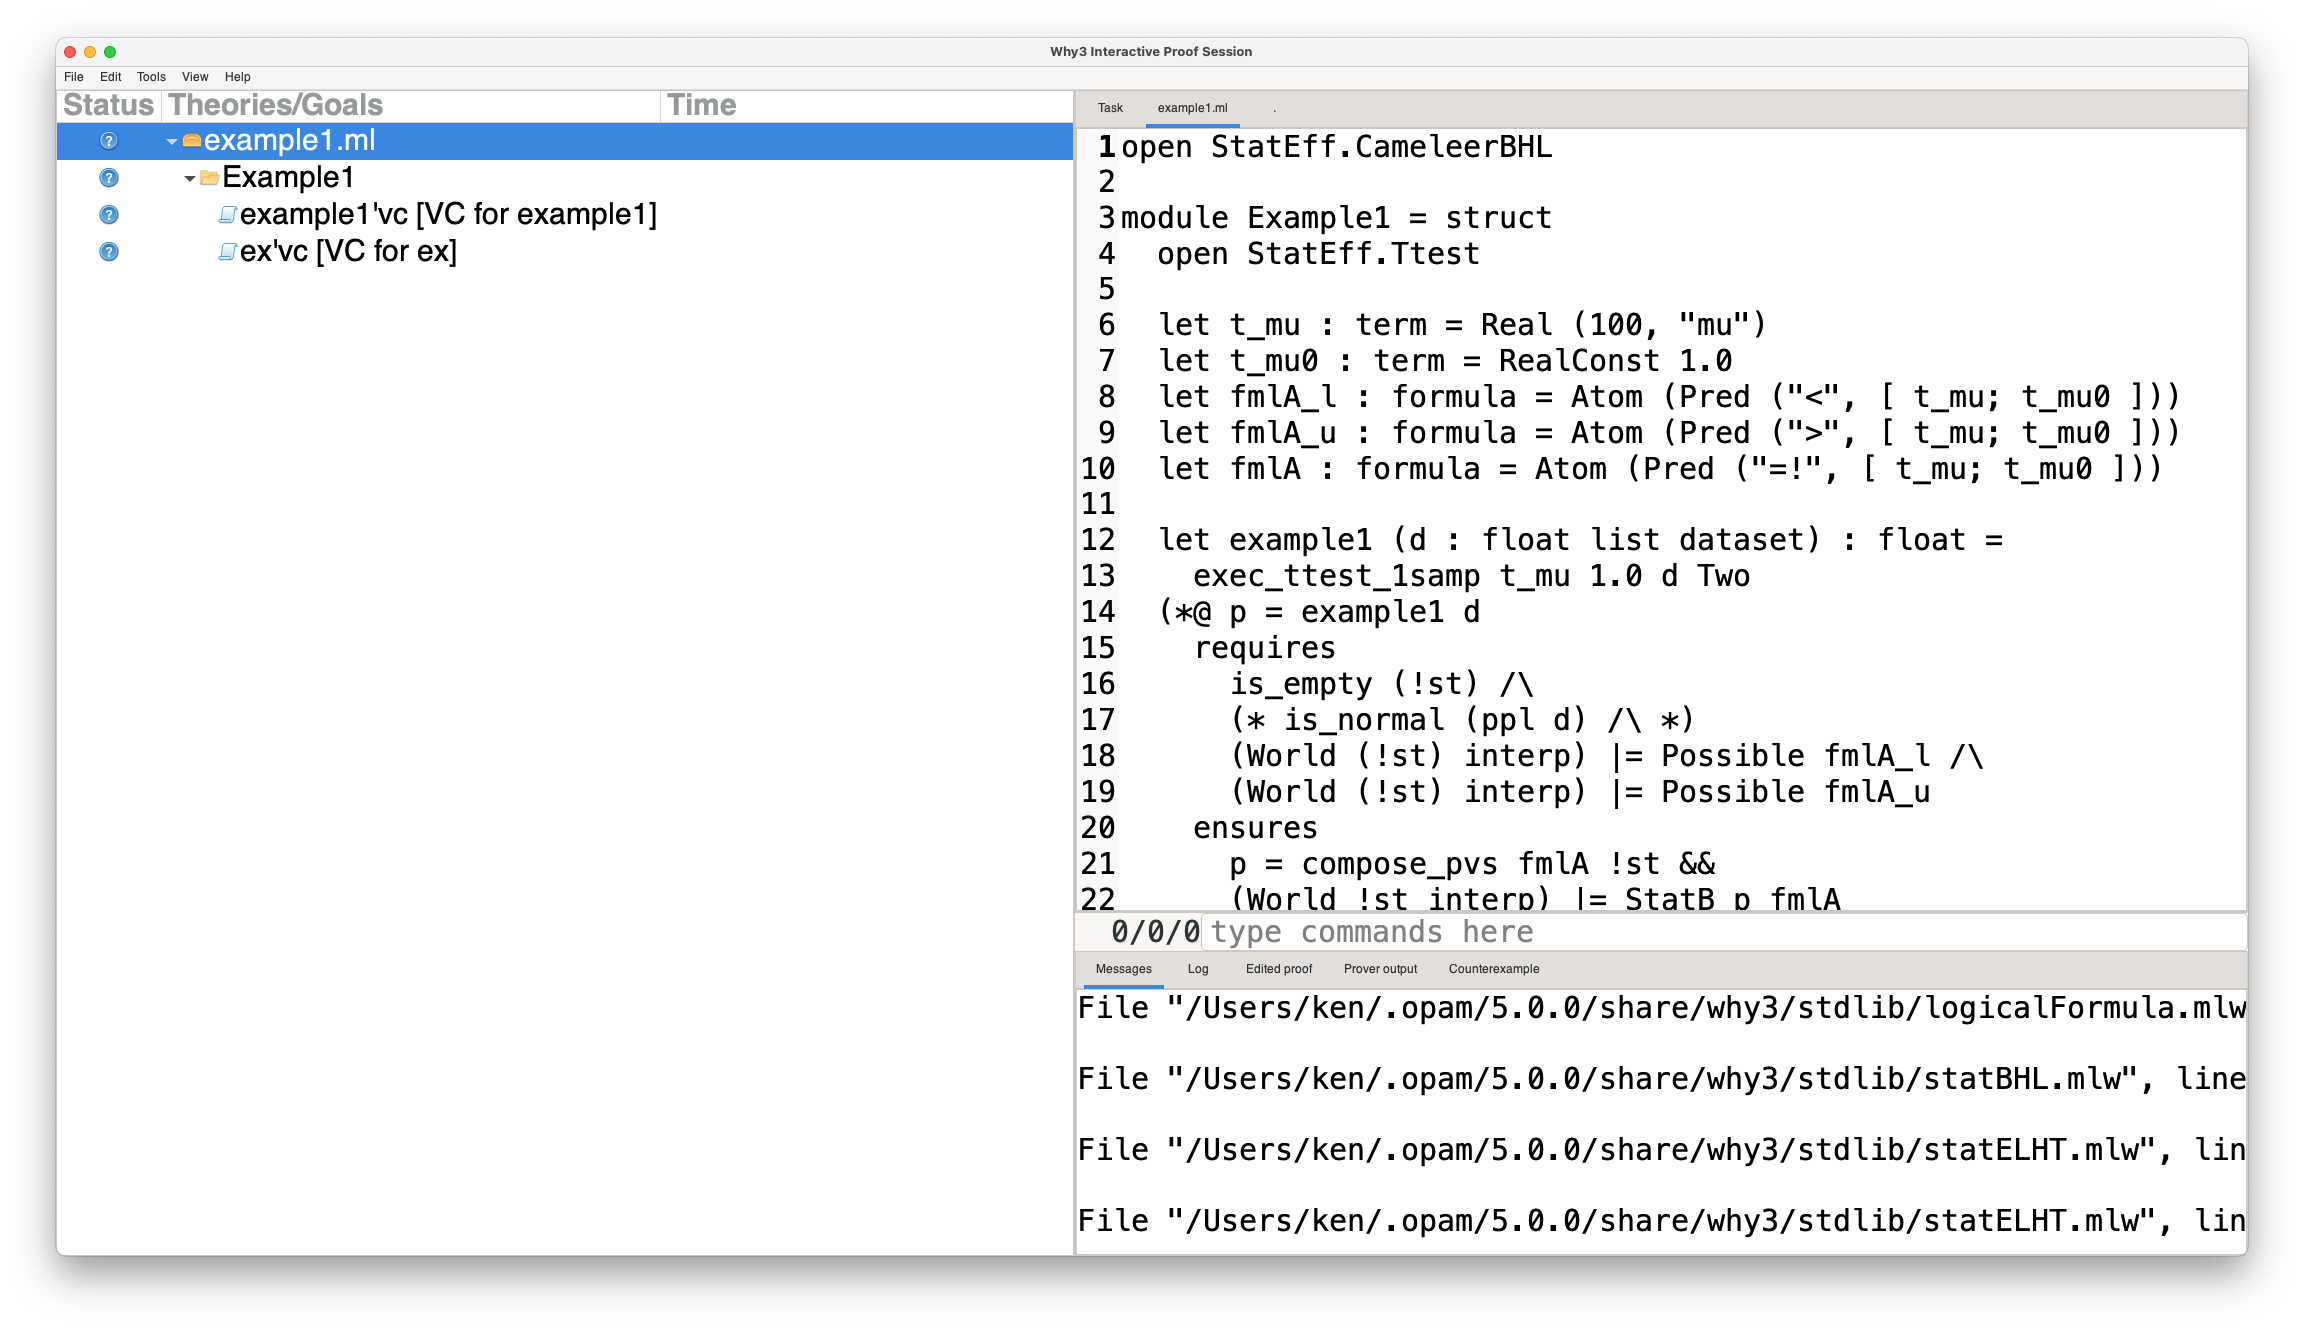 Why3 Interactive Proof Session
File Edit Tools View Help
Status Theories/Goals Time
example1.ml
Example1
example1'vc [VC for example1]
ex'vc [VC for ex]
Task example1.ml .
1 open StatEff.CameleerBHL
2
3 module Example1 = struct
4   open StatEff.Ttest
5
6   let t_mu : term = Real (100, "mu")
7   let t_mu0 : term = RealConst 1.0
8   let fmlA_l : formula = Atom (Pred ("<", [ t_mu; t_mu0 ]))
9   let fmlA_u : formula = Atom (Pred (">", [ t_mu; t_mu0 ]))
10   let fmlA : formula = Atom (Pred ("=!", [ t_mu; t_mu0 ]))
11
12   let example1 (d : float list dataset) : float =
13     exec_ttest_1samp t_mu 1.0 d Two
14   (*@ p = example1 d
15     requires
16       is_empty (!st) /\
17       (* is_normal (ppl d) /\ *)
18       (World (!st) interp) |= Possible fmlA_l /\
19       (World (!st) interp) |= Possible fmlA_u
20     ensures
21       p = compose_pvs fmlA !st &&
22       (World !st interp) |= StatB p fmlA
0/0/0 type commands here
Messages Log Edited proof Prover output Counterexample
File "/Users/ken/.opam/5.0.0/share/why3/stdlib/logicalFormula.mlw
File "/Users/ken/.opam/5.0.0/share/why3/stdlib/statBHL.mlw", line
File "/Users/ken/.opam/5.0.0/share/why3/stdlib/statELHT.mlw", lin
File "/Users/ken/.opam/5.0.0/share/why3/stdlib/statELHT.mlw", lin